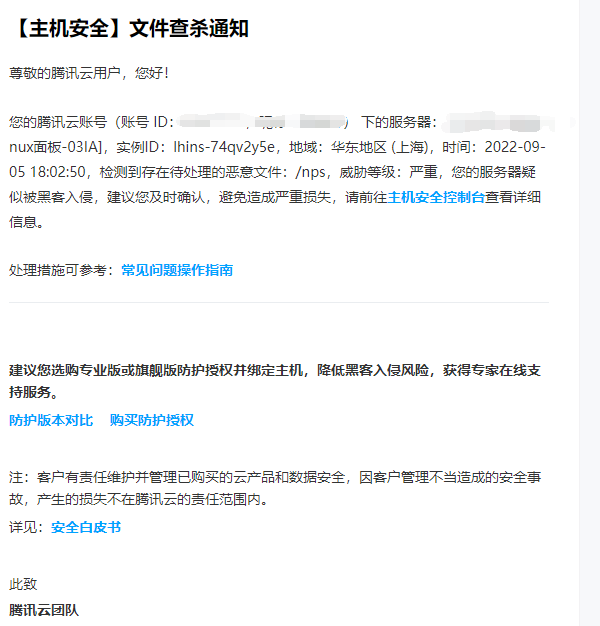 【主机安全】文件查杀通知
尊敬的腾讯云用户，您好！
您的腾讯云账号（账号 ID： ， ） 下的服务器：
nux面板-03IA]，实例ID：lhins-74qv2y5e，地域：华东地区 (上海)，时间：2022-09-
05 18:02:50，检测到存在待处理的恶意文件：/nps，威胁等级：严重，您的服务器疑
似被黑客入侵，建议您及时确认，避免造成严重损失，请前往主机安全控制台查看详细
信息。
处理措施可参考：常见问题操作指南
建议您选购专业版或旗舰版防护授权并绑定主机，降低黑客入侵风险，获得专家在线支
持服务。
防护版本对比 购买防护授权
注：客户有责任维护并管理已购买的云产品和数据安全，因客户管理不当造成的安全事
故，产生的损失不在腾讯云的责任范围内。
详见：安全白皮书
此致
腾讯云团队